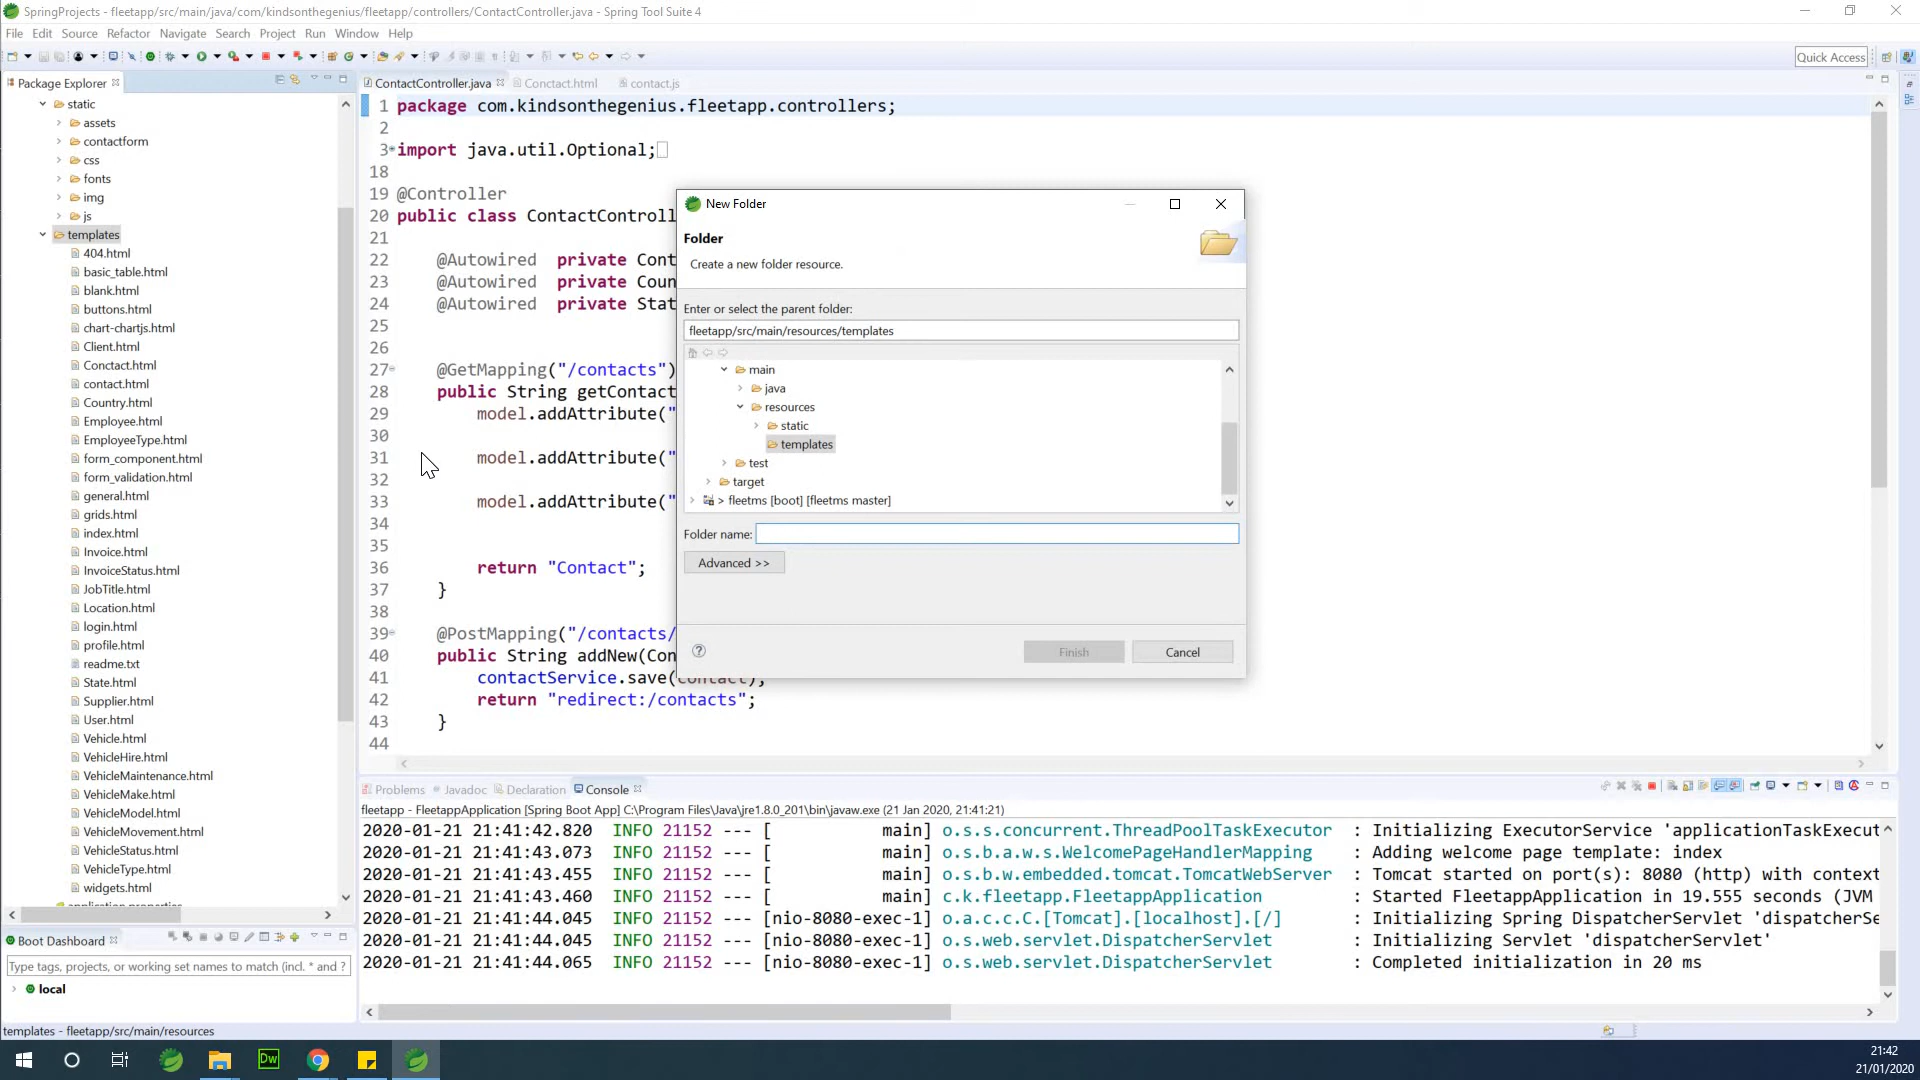 SpringProjects - fleetapp/src/main/java/com/kindsonthegenius/fleetapp/controllers/ContactController.java - Spring Tool Suite 4
File Edit Source Refactor Navigate Search Project Run Window Help
Quick Access
Package Explorer
static
assets
contactform
css
fonts
img
js
templates
404.html
basic_table.html
blank.html
buttons.html
chart-chartjs.html
Client.html
Conctact.html
contact.html
Country.html
Employee.html
EmployeeType.html
form_component.html
form_validation.html
general.html
grids.html
index.html
Invoice.html
InvoiceStatus.html
JobTitle.html
Location.html
login.html
profile.html
readme.txt
State.html
Supplier.html
User.html
Vehicle.html
VehicleHire.html
VehicleMaintenance.html
VehicleMake.html
VehicleModel.html
VehicleMovement.html
VehicleStatus.html
VehicleType.html
widgets.html
Boot Dashboard
Type tags, projects, or working set names to match (incl. * and ?
local
ContactController.java Conctact.html contact.js
1 package com.kindsonthegenius.fleetapp.controllers;
2
3 import java.util.Optional;
18
19 @Controller
20 public class ContactControll
21
22 @Autowired private Cont
23 @Autowired private Coun
24 @Autowired private Stat
25
26
27 @GetMapping("/contacts")
28 public String getContact
29 model.addAttribute("
30
31 model.addAttribute("
32
33 model.addAttribute("
34
35
36 return "Contact";
37 }
38
39 @PostMapping("/contacts/
40 public String addNew(Con
41 contactService.save(contact);
42 return "redirect:/contacts";
43 }
44
New Folder
Folder
Create a new folder resource.
Enter or select the parent folder:
fleetapp/src/main/resources/templates
main
java
resources
static
templates
test
target
> fleetms [boot] [fleetms master]
Folder name:
Advanced >>
Finish Cancel
Problems Javadoc Declaration Console
fleetapp - FleetappApplication [Spring Boot App] C:\Program Files\Java\jre1.8.0_201\bin\javaw.exe (21 Jan 2020, 21:41:21)
2020-01-21 21:41:42.820 INFO 21152 --- [ main] o.s.s.concurrent.ThreadPoolTaskExecutor : Initializing ExecutorService 'applicationTaskExecut
2020-01-21 21:41:43.073 INFO 21152 --- [ main] o.s.b.a.w.s.WelcomePageHandlerMapping : Adding welcome page template: index
2020-01-21 21:41:43.455 INFO 21152 --- [ main] o.s.b.w.embedded.tomcat.TomcatWebServer : Tomcat started on port(s): 8080 (http) with context
2020-01-21 21:41:43.460 INFO 21152 --- [ main] c.k.fleetapp.FleetappApplication : Started FleetappApplication in 19.555 seconds (JVM
2020-01-21 21:41:44.045 INFO 21152 --- [nio-8080-exec-1] o.a.c.c.C.[Tomcat].[localhost].[/] : Initializing Spring DispatcherServlet 'dispatcherSe
2020-01-21 21:41:44.045 INFO 21152 --- [nio-8080-exec-1] o.s.web.servlet.DispatcherServlet : Initializing Servlet 'dispatcherServlet'
2020-01-21 21:41:44.065 INFO 21152 --- [nio-8080-exec-1] o.s.web.servlet.DispatcherServlet : Completed initialization in 20 ms
templates - fleetapp/src/main/resources
Dw
21:42
21/01/2020